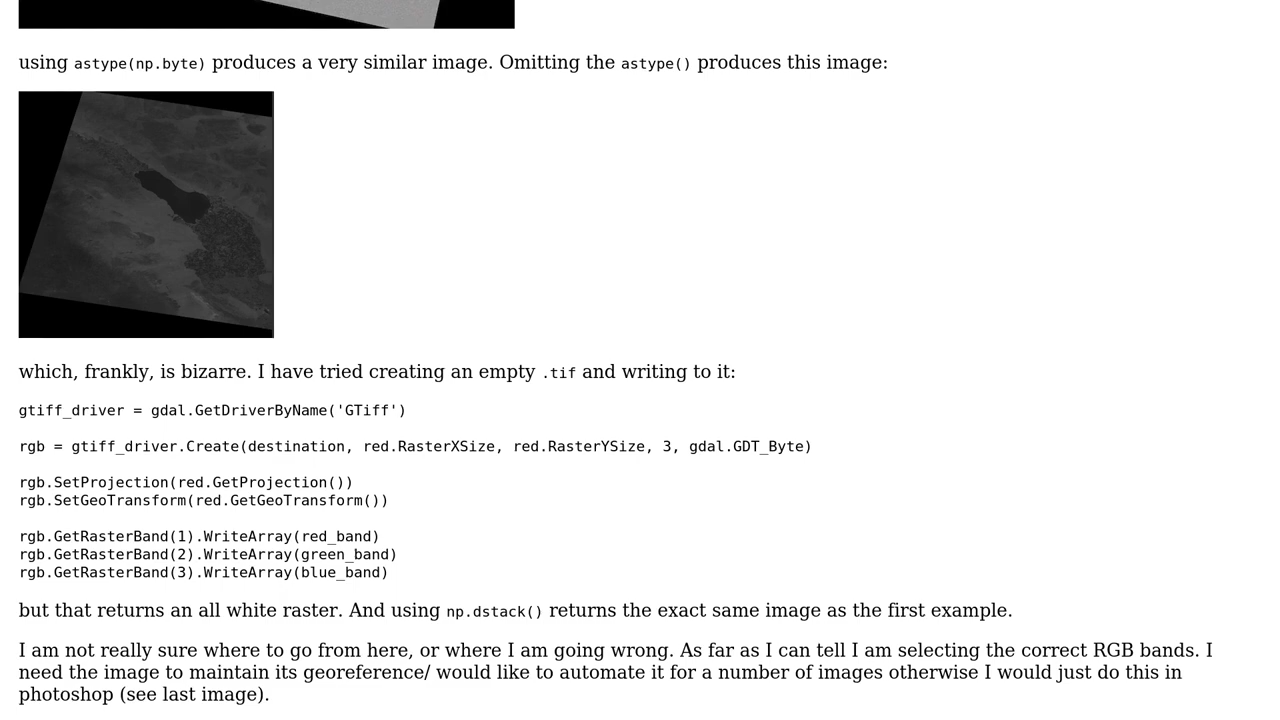 using astype(np.byte) produces a very similar image. Omitting the astype() produces this image:
which, frankly, is bizarre. I have tried creating an empty .tif and writing to it:
gtiff_driver = gdal.GetDriverByName('GTiff')
rgb = gtiff_driver.Create(destination, red.RasterXSize, red.RasterYSize, 3, gdal.GDT_Byte)
rgb.SetProjection(red.GetProjection())
rgb.SetGeoTransform(red.GetGeoTransform())
rgb.GetRasterBand(1).WriteArray(red_band)
rgb.GetRasterBand(2).WriteArray(green_band)
rgb.GetRasterBand(3).WriteArray(blue_band)
but that returns an all white raster. And using np.dstack() returns the exact same image as the first example.
I am not really sure where to go from here, or where I am going wrong. As far as I can tell I am selecting the correct RGB bands. I
need the image to maintain its georeference/ would like to automate it for a number of images otherwise I would just do this in
photoshop (see last image).